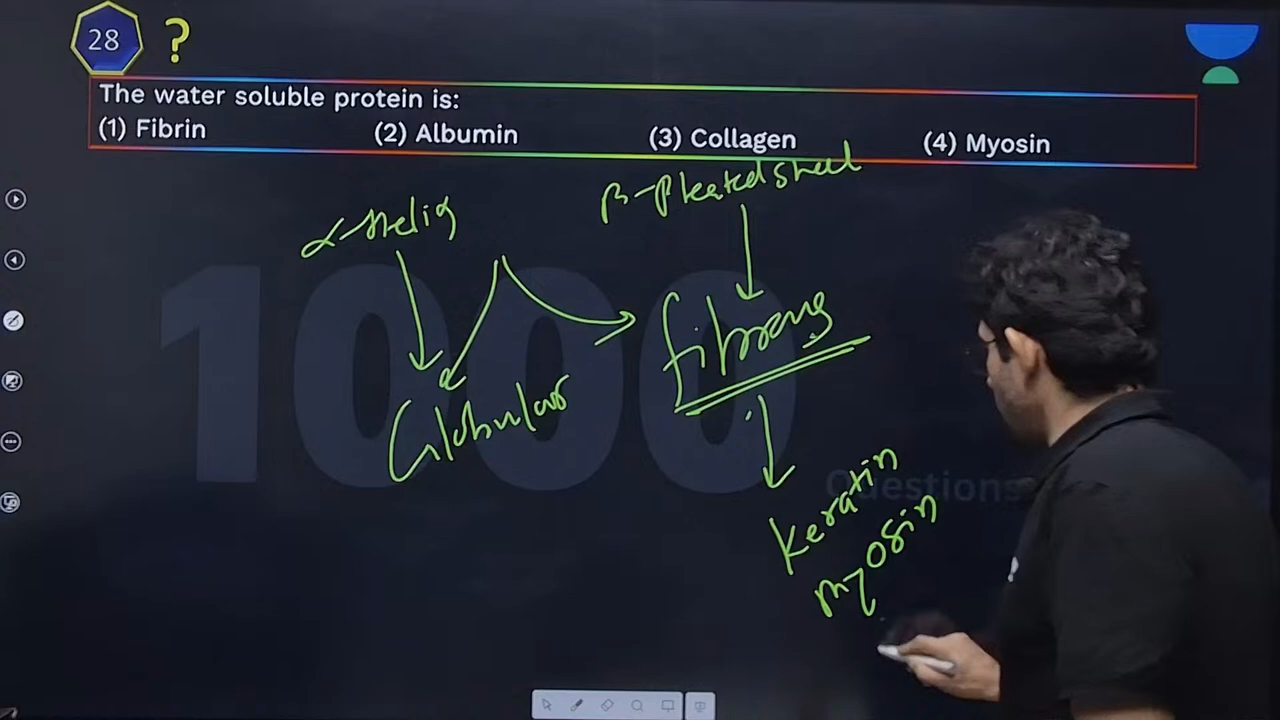 28 ?
The water soluble protein is:
(1) Fibrin (2) Albumin (3) Collagen (4) Myosin
α-Helix
β-pleated sheet
1000
Questions
Globular
fibrous
Keratin
myosin